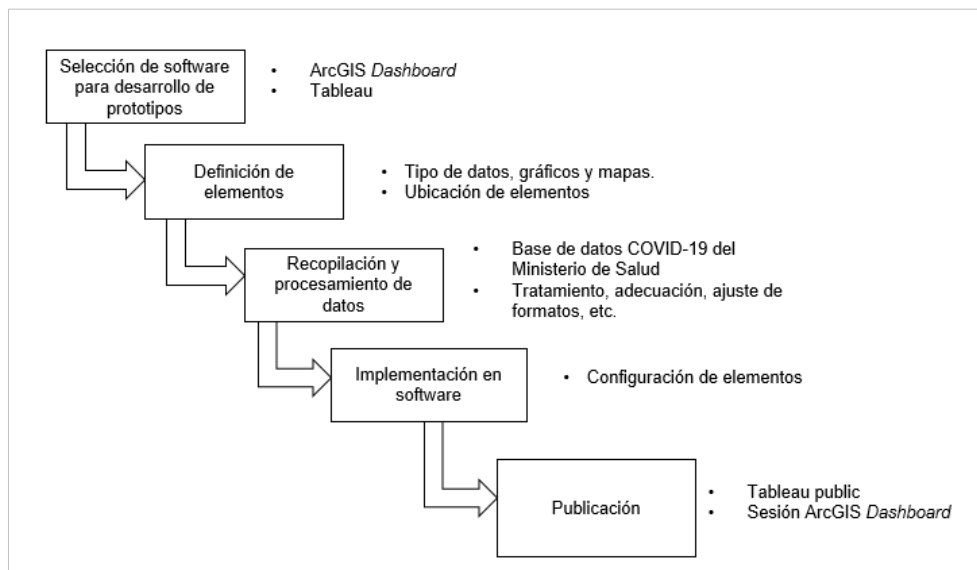 Selección de software
para desarrollo de
prototipos
• ArcGIS Dashboard
• Tableau
Definición de
elementos
• Tipo de datos, gráficos y mapas.
• Ubicación de elementos
Recopilación y
procesamiento de
datos
• Base de datos COVID-19 del
Ministerio de Salud
• Tratamiento, adecuación, ajuste de
formatos, etc.
Implementación en
software
• Configuración de elementos
Publicación
• Tableau public
• Sesión ArcGIS Dashboard